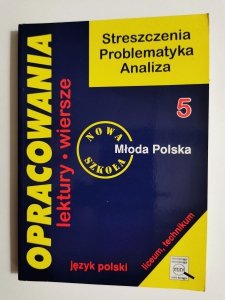 OPRACOWANIA
lektury • wiersze
Streszczenia
Problematyka
Analiza
5
NOWA
SZKOŁA
Młoda Polska
język polski
liceum, technikum